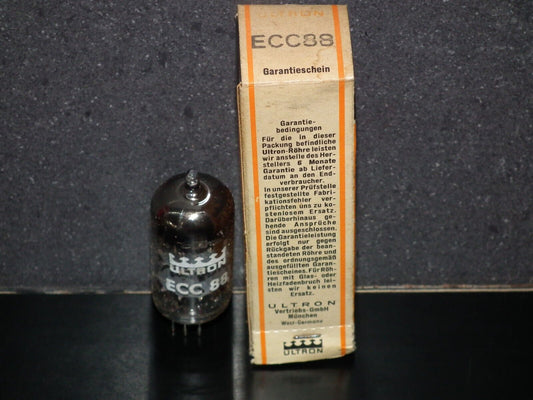 ULTRON
ECC88
Garantieschein
Garantie-
bedingungen
Für die in dieser
Packung befindliche
Ultron-Röhre leisten
wir anstelle des Her-
stellers 6 Monate
Garantie ab Liefer-
datum an den End-
verbraucher.
In unserer Prüfstelle
festgestellte Fabri-
kationsfehler ver-
pflichten uns zu ko-
stenlosem Ersatz.
Darüberhinaus ge-
hende Ansprüche
sind ausgeschlossen.
Die Garantieleistung
erfolgt nur gegen
Rückgabe der bean-
standeten Röhre und
des ordnungsgemäß
ausgefüllten Garan-
tiescheines. Für Röh-
ren mit Glas- oder
Heizfadenbruch lei-
sten wir keinen
Ersatz.
ULTRON
Vertriebs-GmbH
München
West-Germany
ULTRON
ULTRON
ECC 88